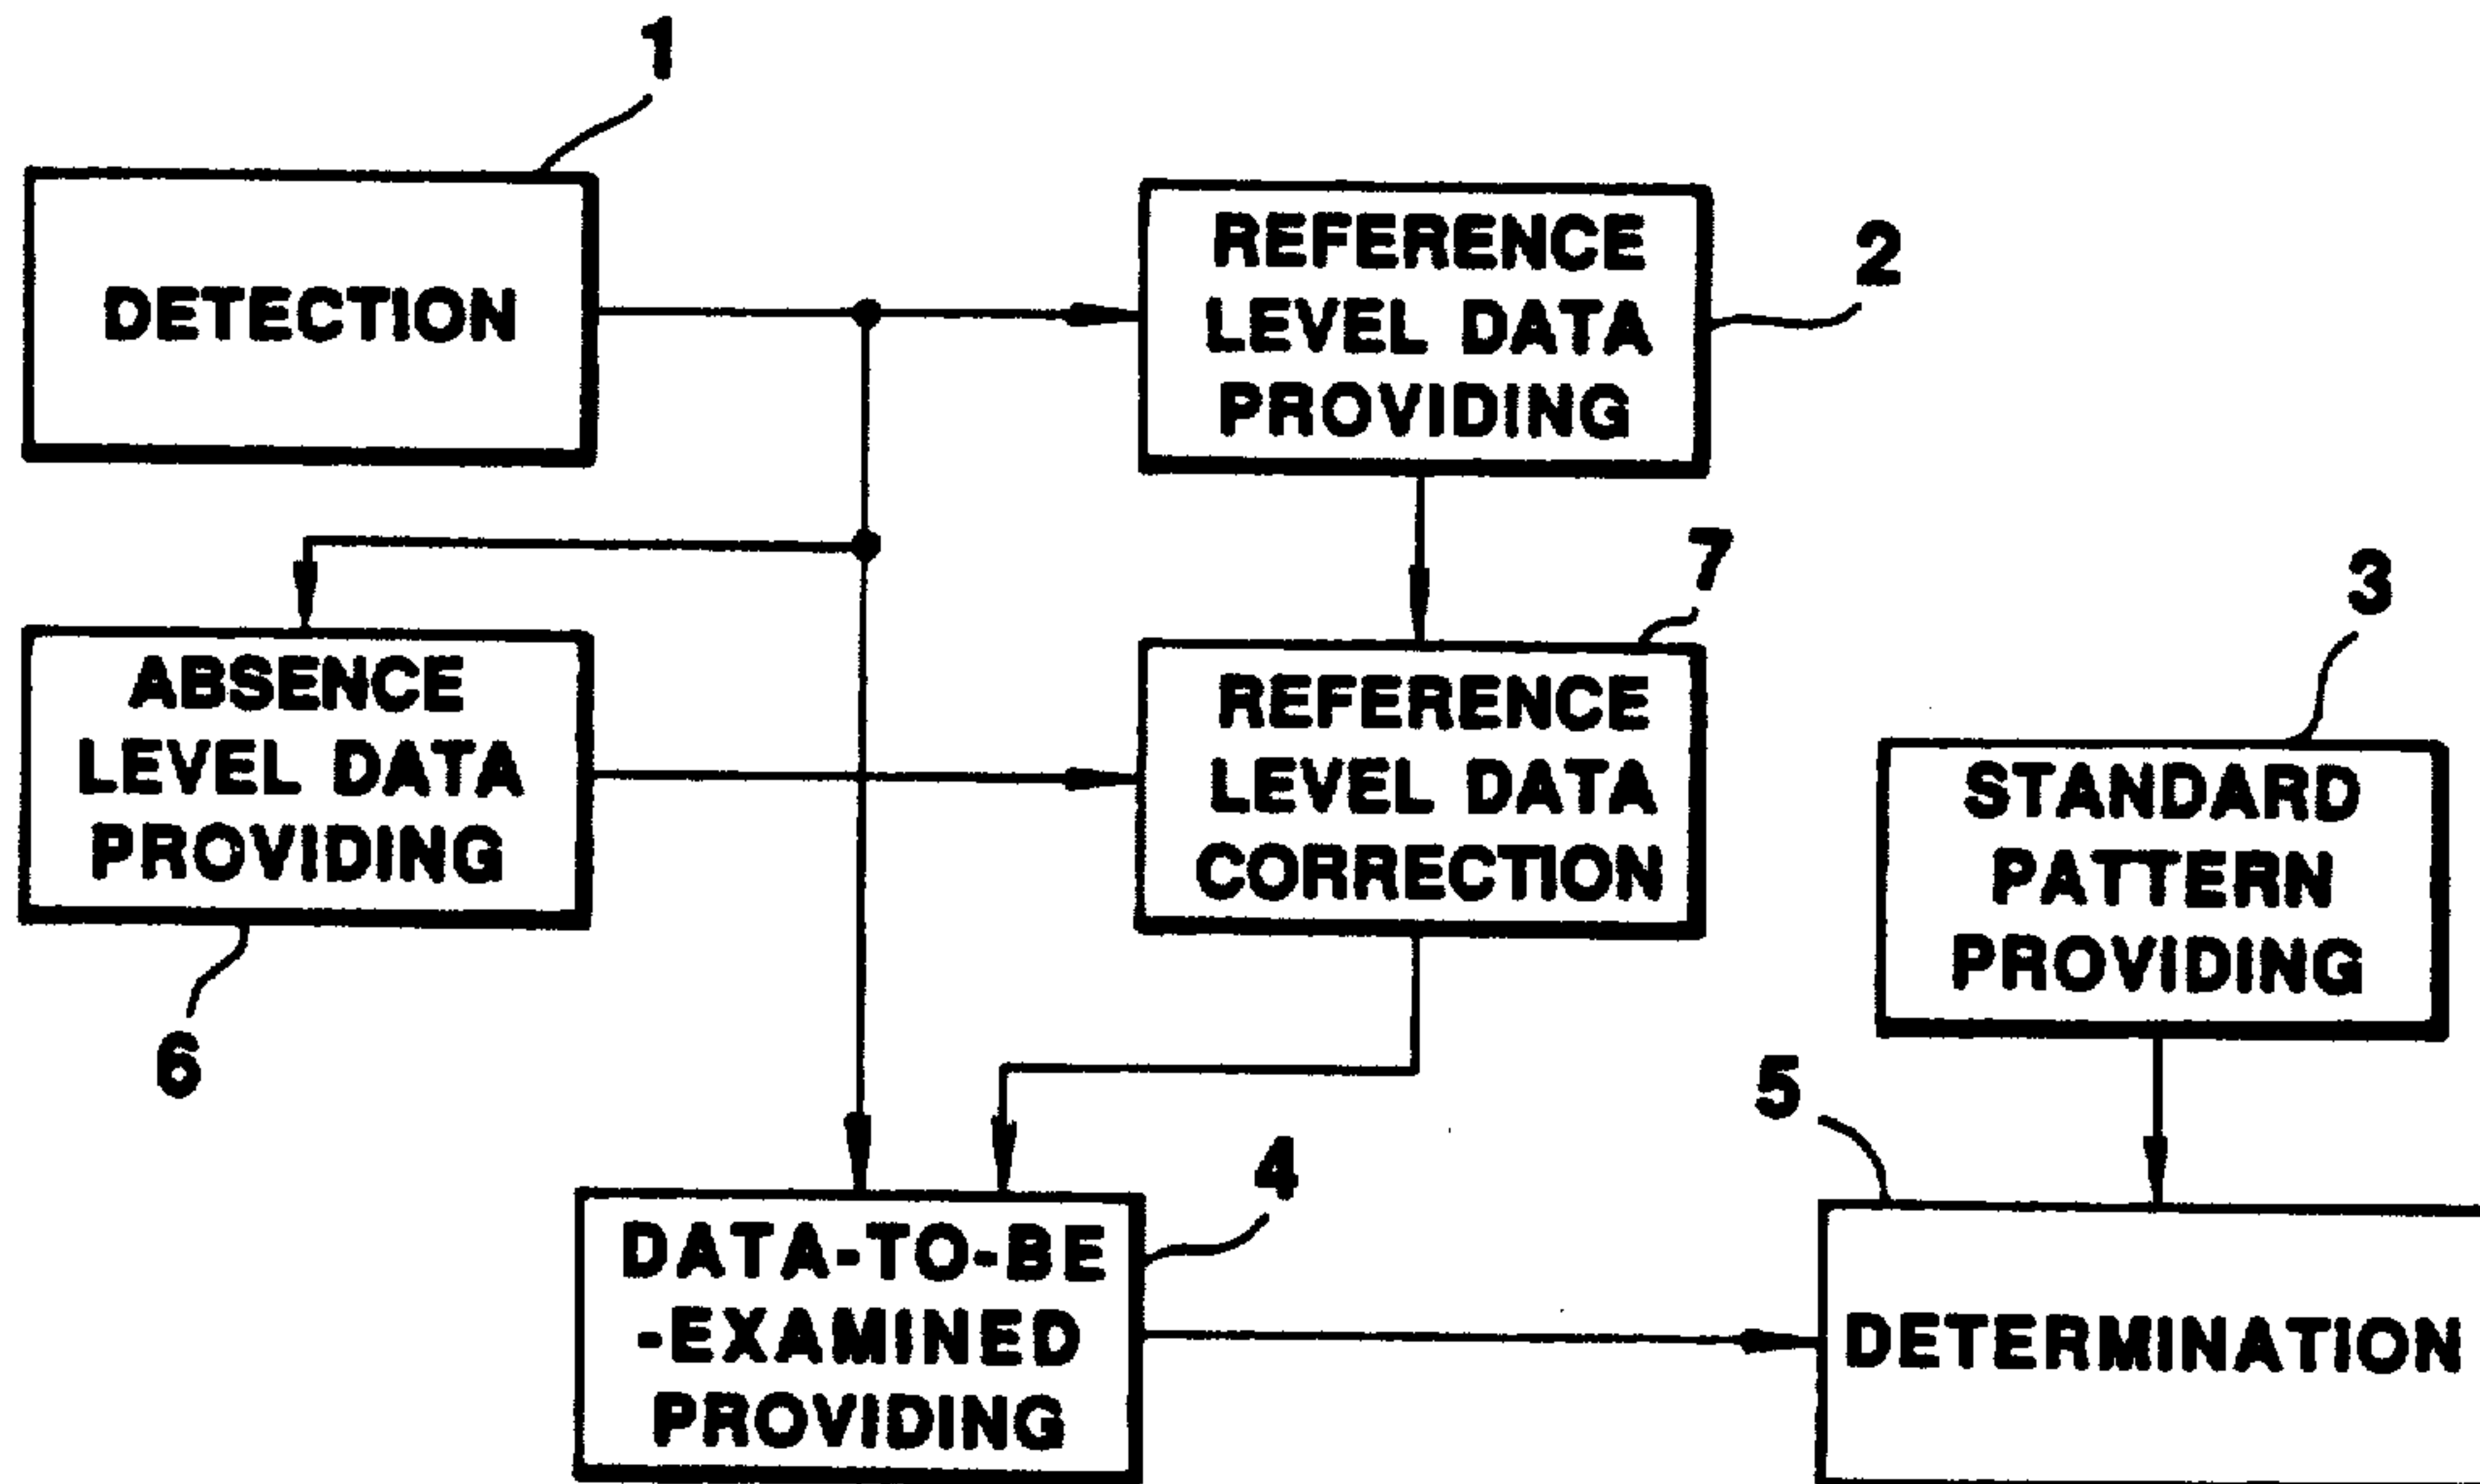 1
DETECTION
REFERENCE
LEVEL DATA
PROVIDING
2
ABSENCE
LEVEL DATA
PROVIDING
6
REFERENCE
LEVEL DATA
CORRECTION
7
STANDARD
PATTERN
PROVIDING
3
DATA-TO-BE
-EXAMINED
PROVIDING
4
5
DETERMINATION